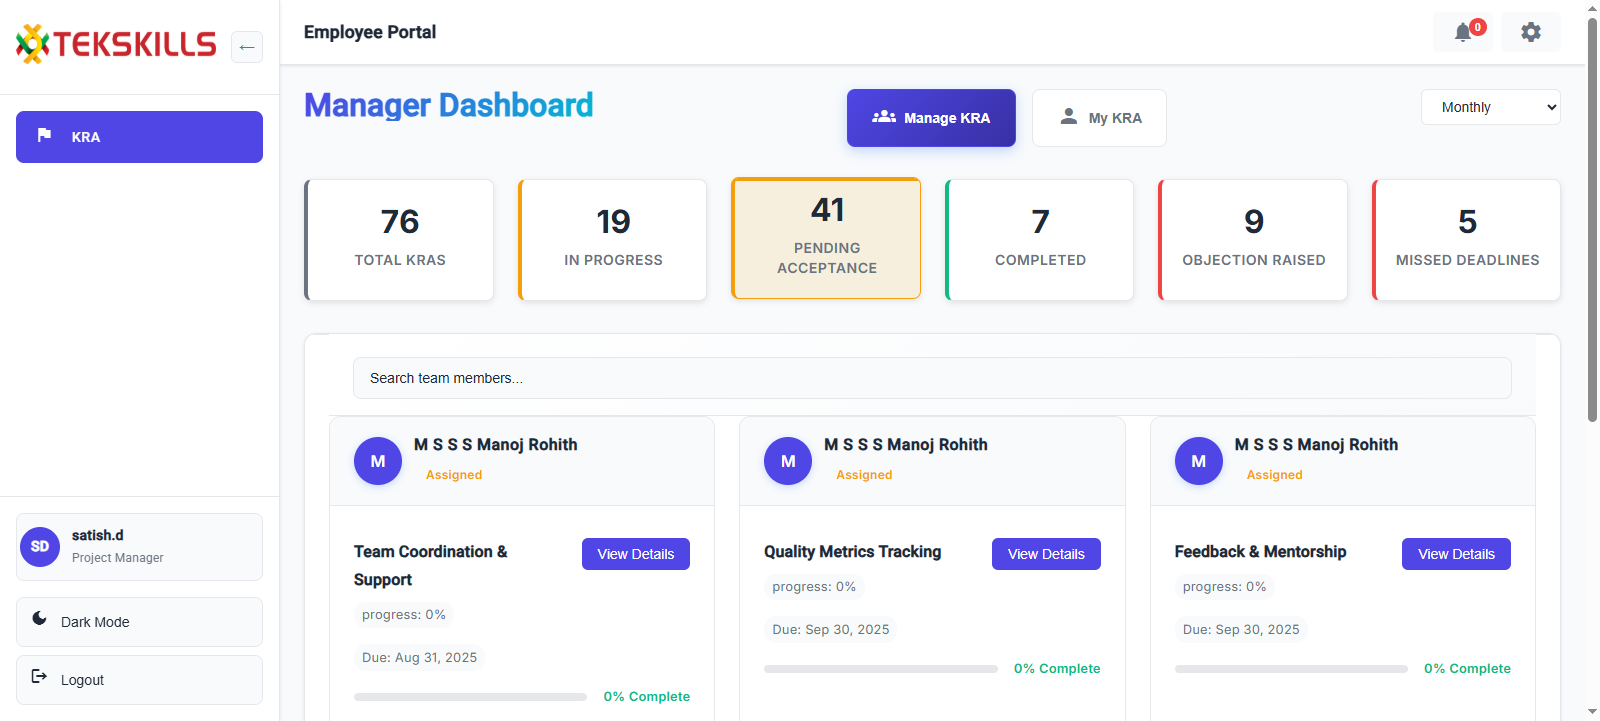 TEKSKILLS
←
Employee Portal
0
KRA
Manager Dashboard
Manage KRA
My KRA
Monthly
76
TOTAL KRAS
19
IN PROGRESS
41
PENDING
ACCEPTANCE
7
COMPLETED
9
OBJECTION RAISED
5
MISSED DEADLINES
Search team members...
M
M S S S Manoj Rohith
Assigned
Team Coordination &
Support
View Details
progress: 0%
Due: Aug 31, 2025
0% Complete
M
M S S S Manoj Rohith
Assigned
Quality Metrics Tracking
View Details
progress: 0%
Due: Sep 30, 2025
0% Complete
M
M S S S Manoj Rohith
Assigned
Feedback & Mentorship
View Details
progress: 0%
Due: Sep 30, 2025
0% Complete
SD
satish.d
Project Manager
Dark Mode
Logout